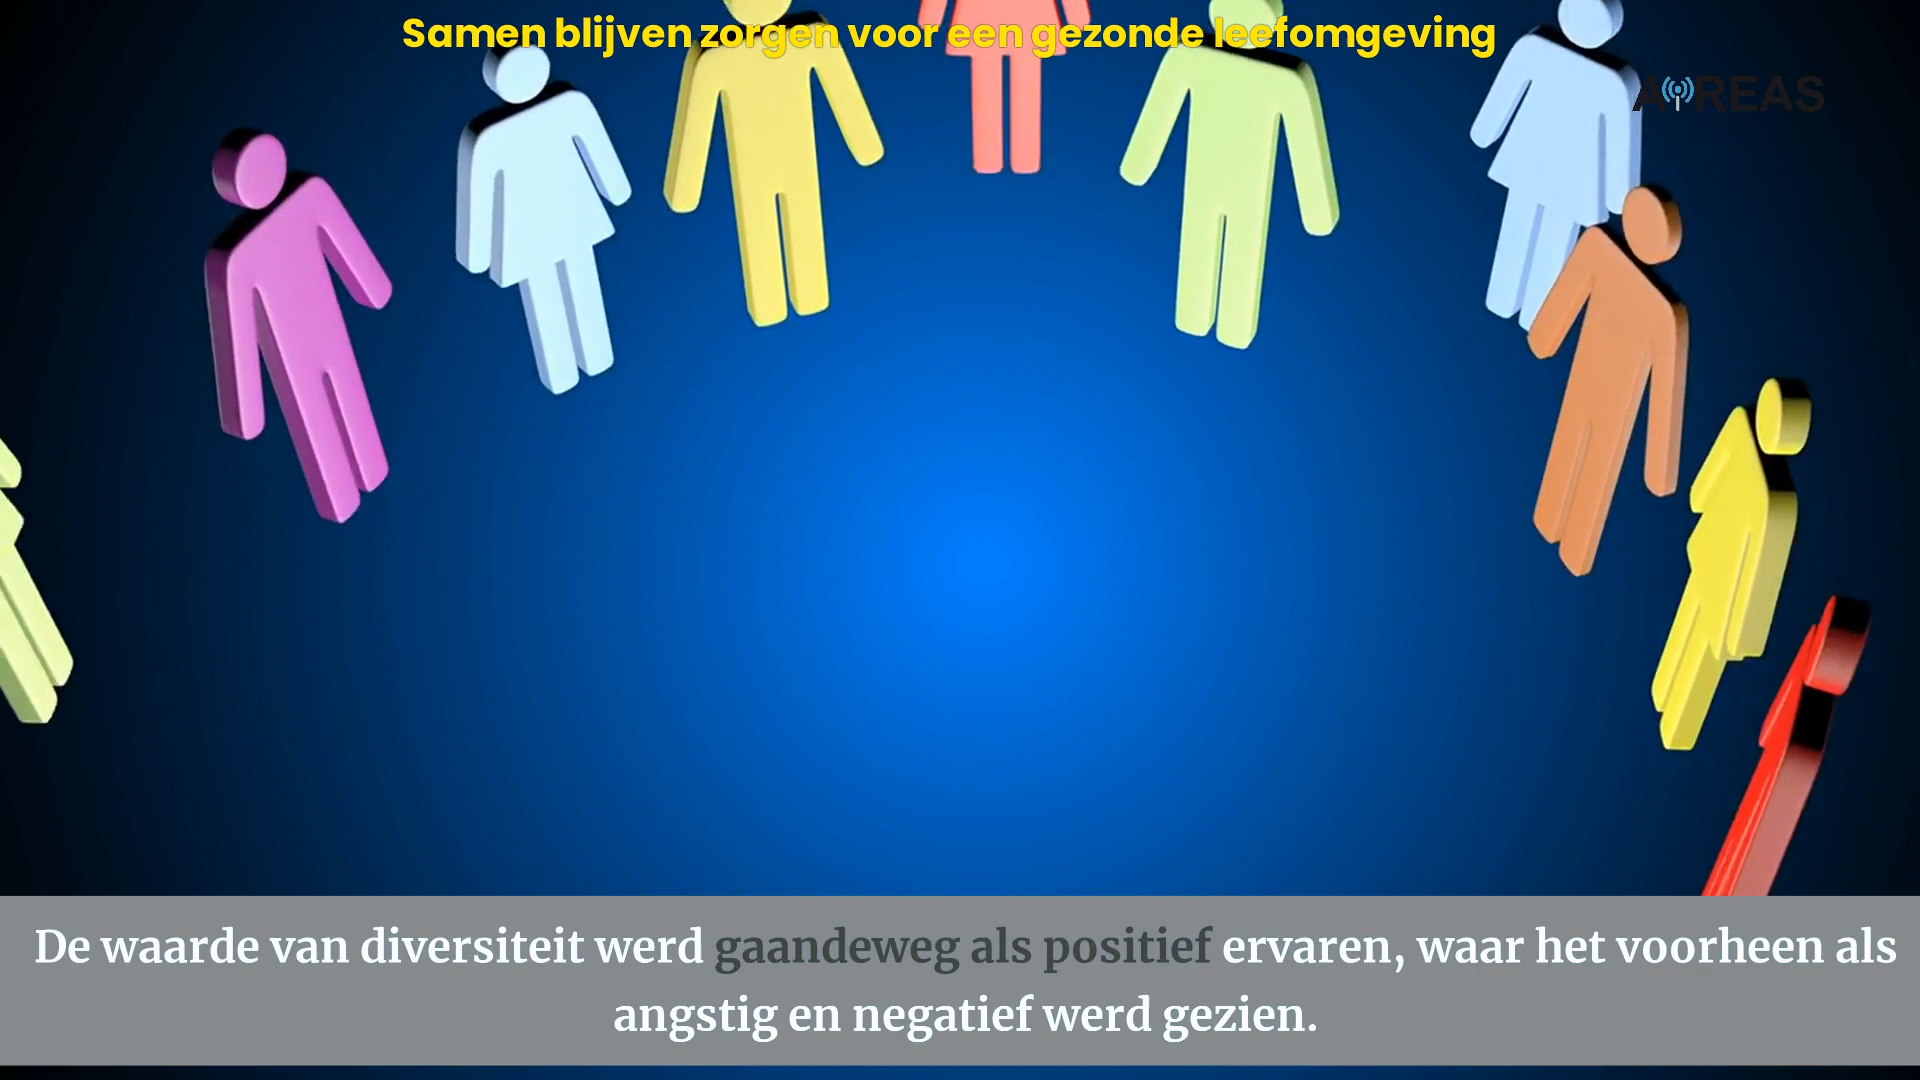 Samen blijven zorgen voor een gezonde leefomgeving
AiREAS
De waarde van diversiteit werd gaandeweg als positief ervaren, waar het voorheen als
angstig en negatief werd gezien.